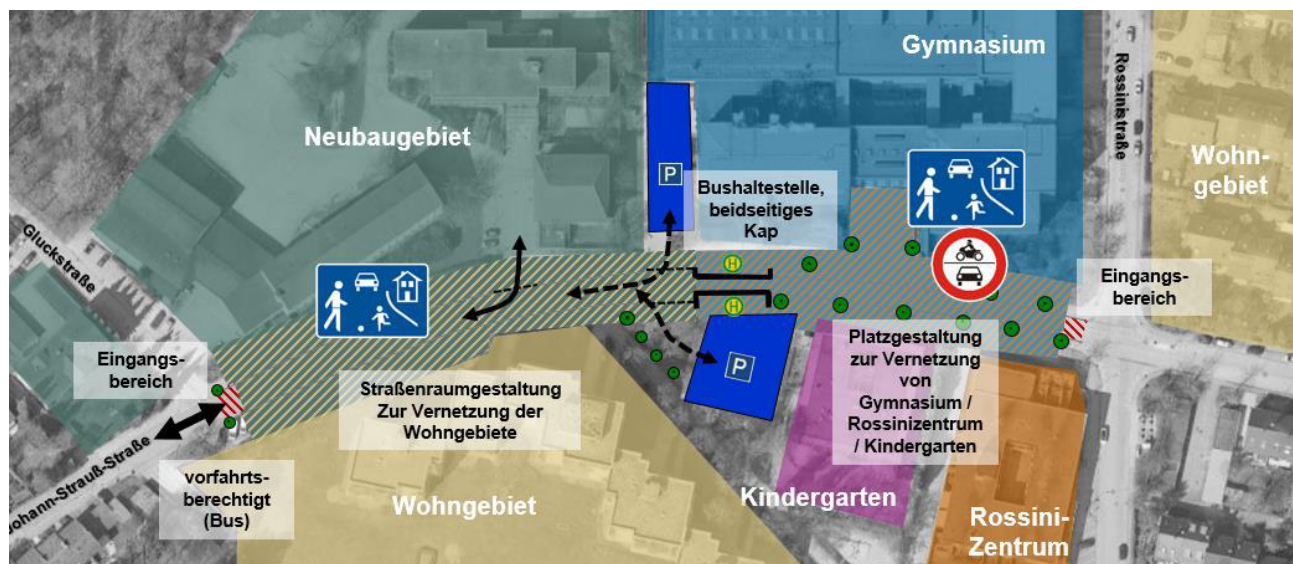 Gymnasium
Rossinistraße
Neubaugebiet
Wohn-
gebiet
P
Bushaltestelle,
beidseitiges
Kap
Gluckstraße
H
Eingangs-
bereich
H
Eingangs-
bereich
Platzgestaltung
zur Vernetzung
von
Gymnasium /
Rossinizentrum
/ Kindergarten
P
Straßenraumgestaltung
Zur Vernetzung der
Wohngebiete
Johann-Strauß-Straße
vorfahrts-
berechtigt
(Bus)
Wohngebiet
Kindergarten
Rossini-
Zentrum